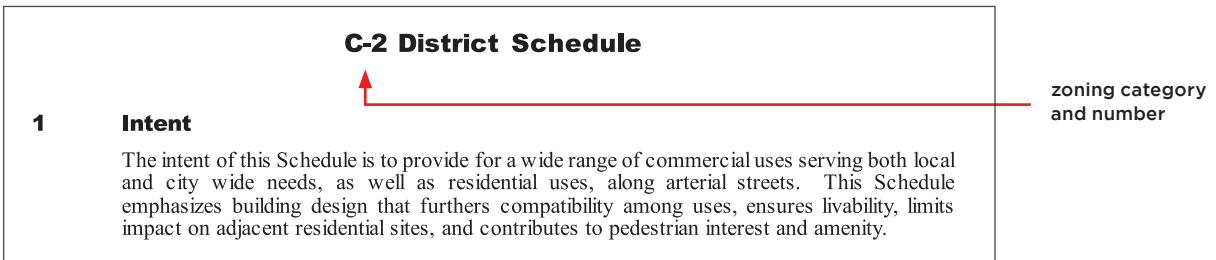 C-2 District Schedule
zoning category
and number
1 Intent
The intent of this Schedule is to provide for a wide range of commercial uses serving both local
and city wide needs, as well as residential uses, along arterial streets. This Schedule
emphasizes building design that furthers compatibility among uses, ensures livability, limits
impact on adjacent residential sites, and contributes to pedestrian interest and amenity.